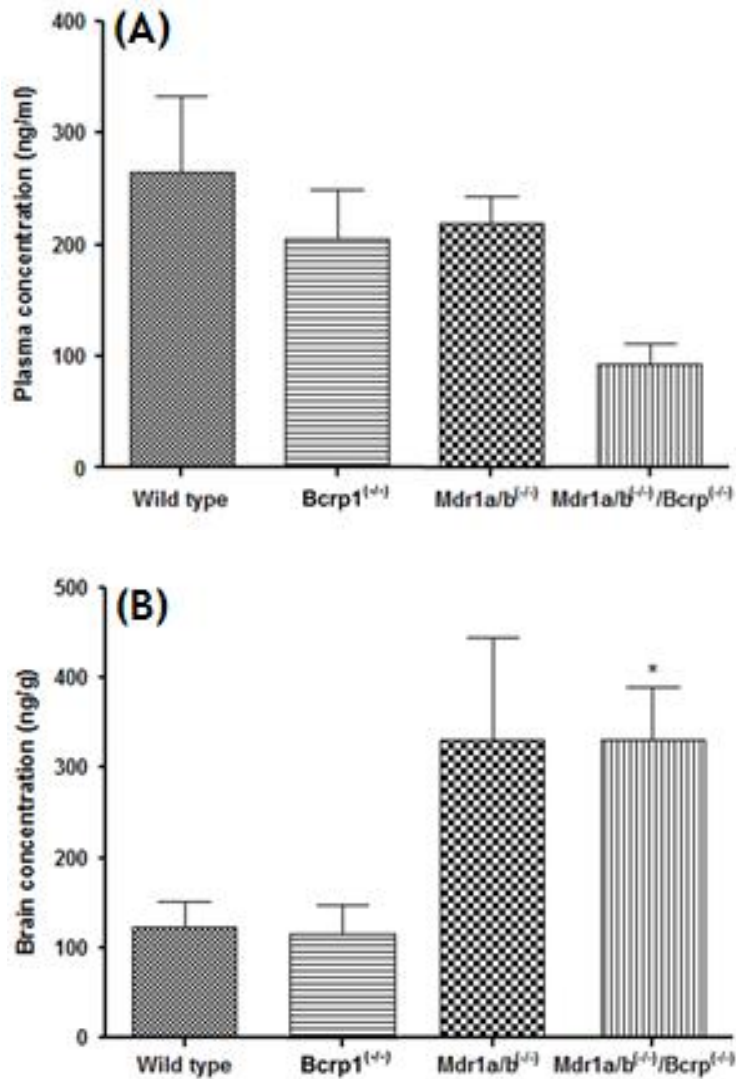 (A)
Plasma concentration (ng/ml)
400
300
200
100
0
Wild type Bcrp1(-/-) Mdr1a/b(-/-) Mdr1a/b(-/-)/Bcrp(-/-)
(B)
Brain concentration (ng/g)
500
400
300
200
100
0
*
Wild type Bcrp1(-/-) Mdr1a/b(-/-) Mdr1a/b(-/-)/Bcrp(-/-)